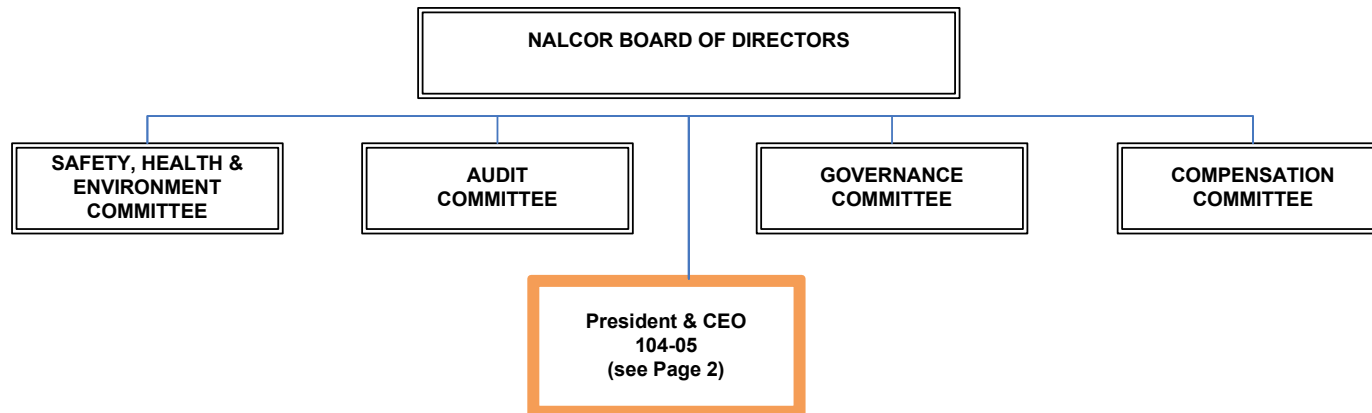 NALCOR BOARD OF DIRECTORS
SAFETY, HEALTH &
ENVIRONMENT
COMMITTEE
AUDIT
COMMITTEE
GOVERNANCE
COMMITTEE
COMPENSATION
COMMITTEE
President & CEO
104-05
(see Page 2)